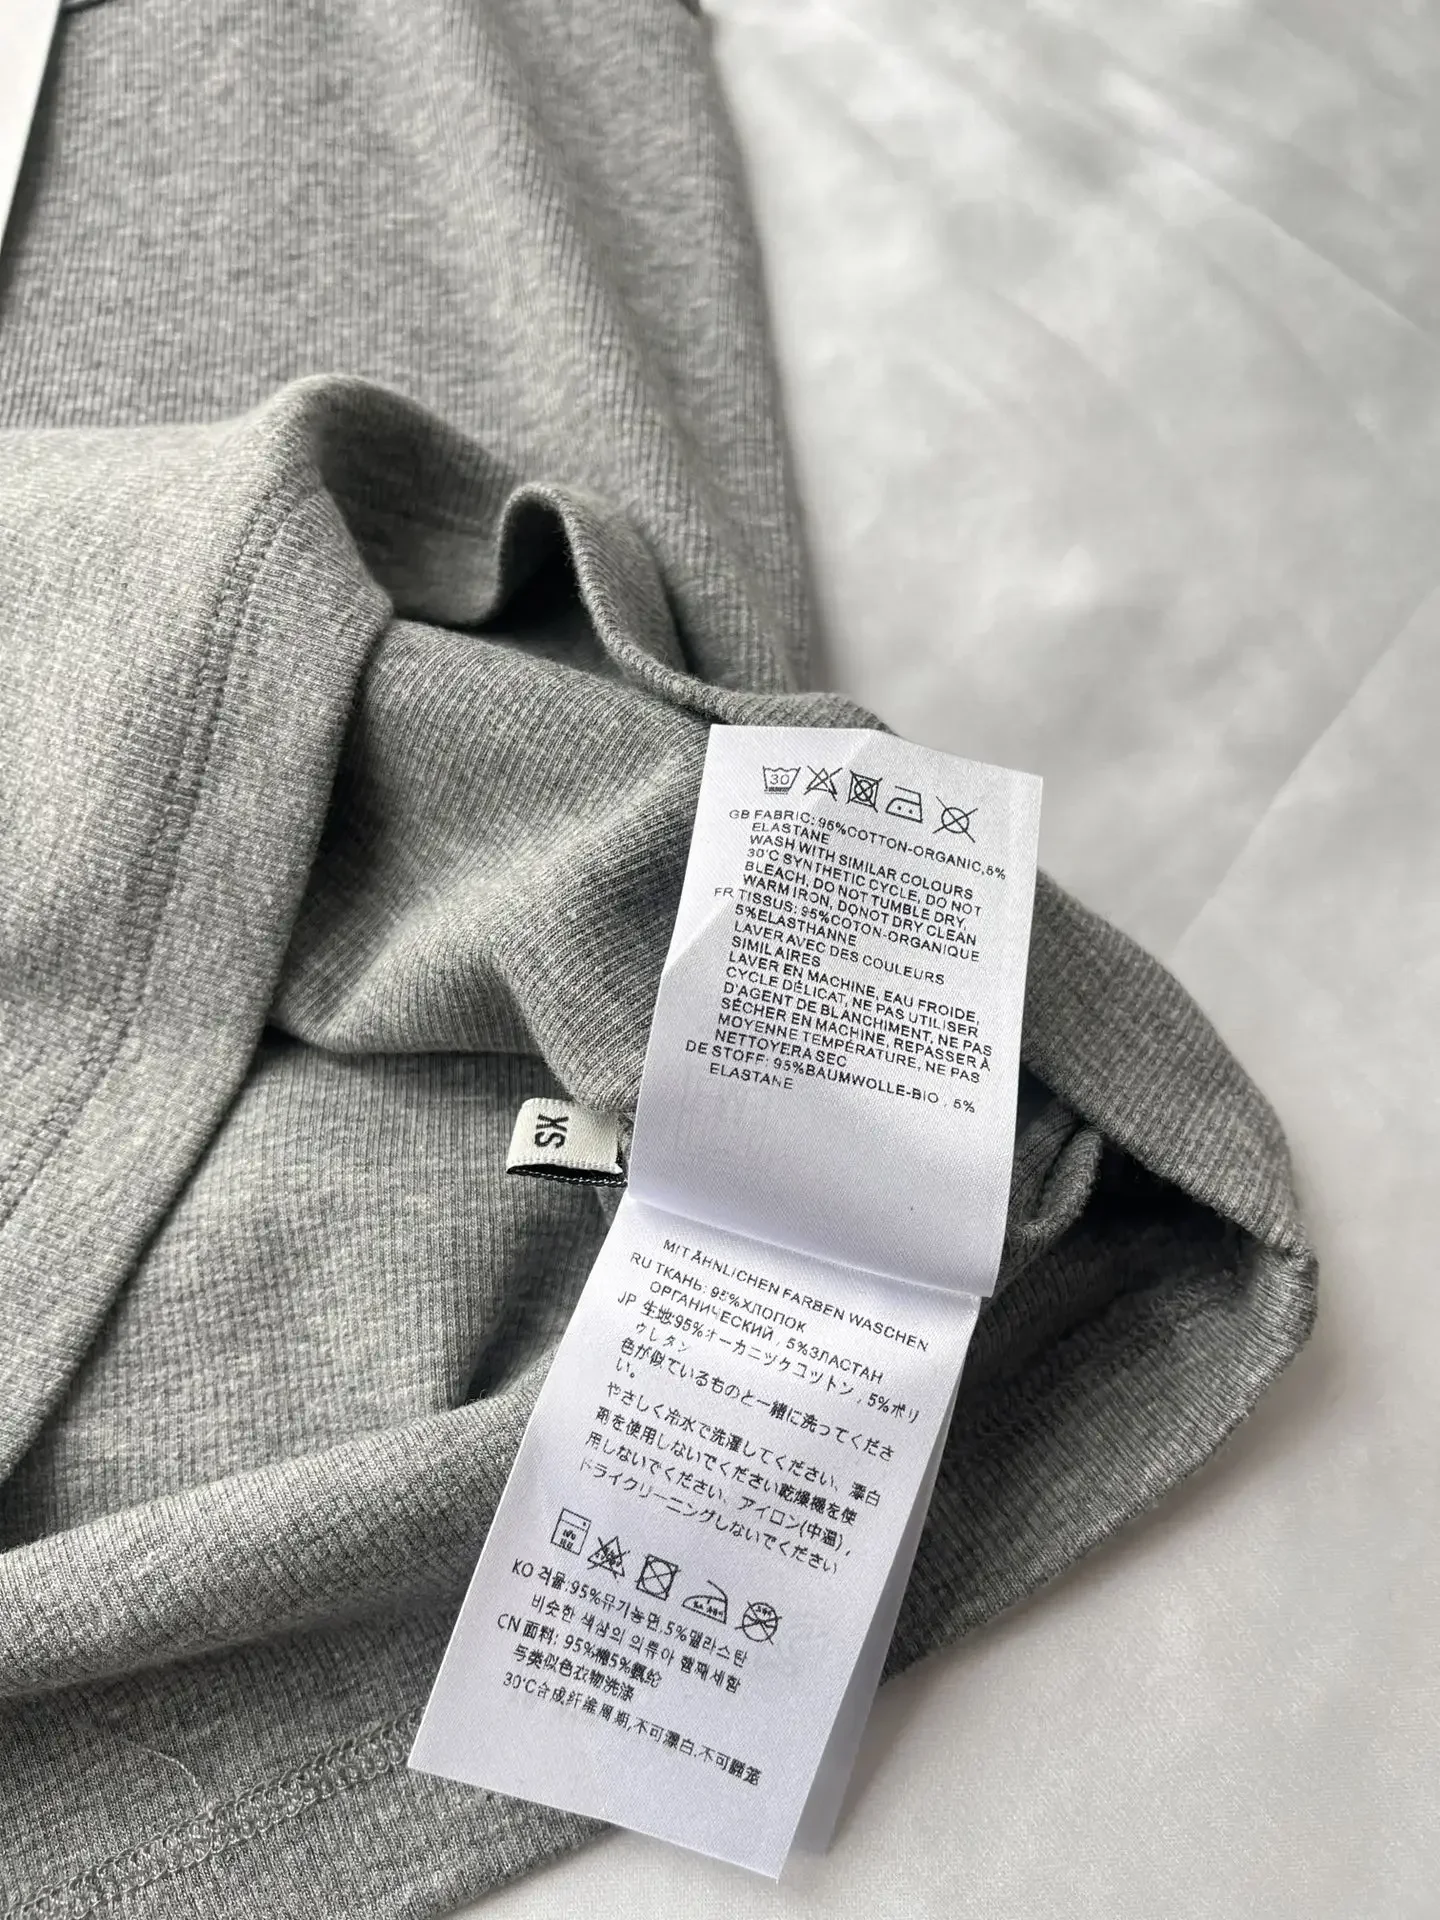 30
GB FABRIC: 95%COTTON-ORGANIC,5%
ELASTANE
WASH WITH SIMILAR COLOURS
30°C SYNTHETIC CYCLE, DO NOT
BLEACH, DO NOT TUMBLE DRY,
WARM IRON, DONOT DRY CLEAN
FR TISSUS: 95%COTON-ORGANIQUE
5%ELASTHANNE
LAVER AVEC DES COULEURS
SIMILAIRES
LAVER EN MACHINE, EAU FROIDE,
CYCLE DÉLICAT, NE PAS UTILISER
D'AGENT DE BLANCHIMENT, NE PAS
SÉCHER EN MACHINE, REPASSER À
MOYENNE TEMPÉRATURE, NE PAS
NETTOYERA SEC
DE STOFF: 95%BAUMWOLLE-BIO , 5%
ELASTANE
XS
MIT ÄHNLICHEN FARBEN WASCHEN
RU ТКАНЬ: 95%ХЛОПОК
ОРГАНИЧЕСКИЙ , 5%ЗЛАСТАН
JP 生地:95%オーカニックコットン , 5%ポリ
ウレタン
色が似ているものと一緒に洗ってくださ
い。
やさしく冷水で洗濯してください、漂白
剤を使用しないでください乾燥機を使
用しないでください、アイロン(中温),
ドライクリーニングしないでください
KO 겉물:95%유기농면,5%엘라스탄
비슷한 색상의 의류아 함께세탁
CN 面料: 95%棉5%氨纶
与类似色衣物洗涤
30°C合成纤维周期,不可漂白,不可翻笼